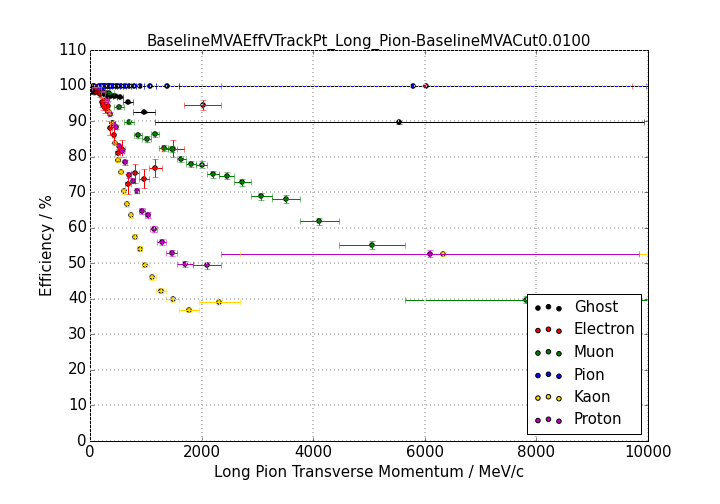 BaselineMVAEffVTrackPt_Long_Pion-BaselineMVACut0.0100
110
100
90
80
70
60
50
40
30
20
10
0
Efficiency / %
Ghost
Electron
Muon
Pion
Kaon
Proton
0 2000 4000 6000 8000 10000
Long Pion Transverse Momentum / MeV/c